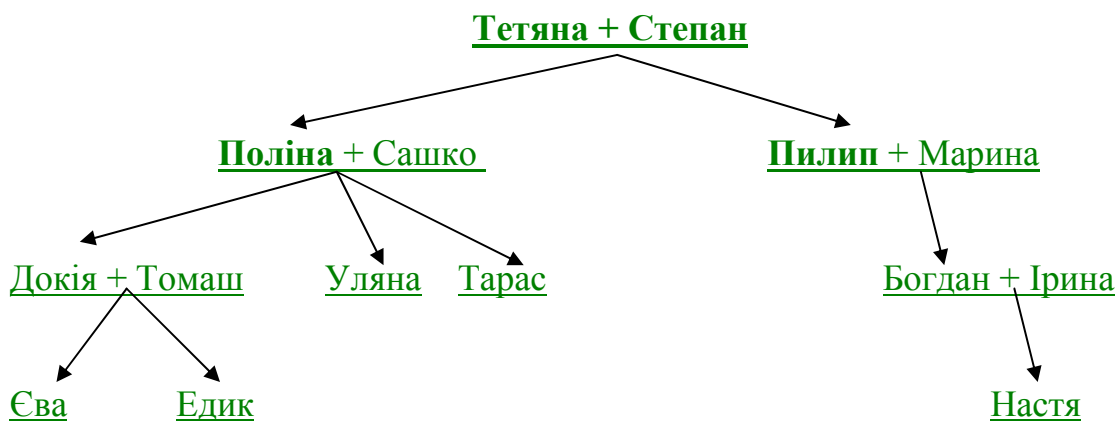 Тетяна + Степан
Поліна + Сашко Пилип + Марина
Докія + Томаш Уляна Тарас Богдан + Ірина
Єва Едик Настя